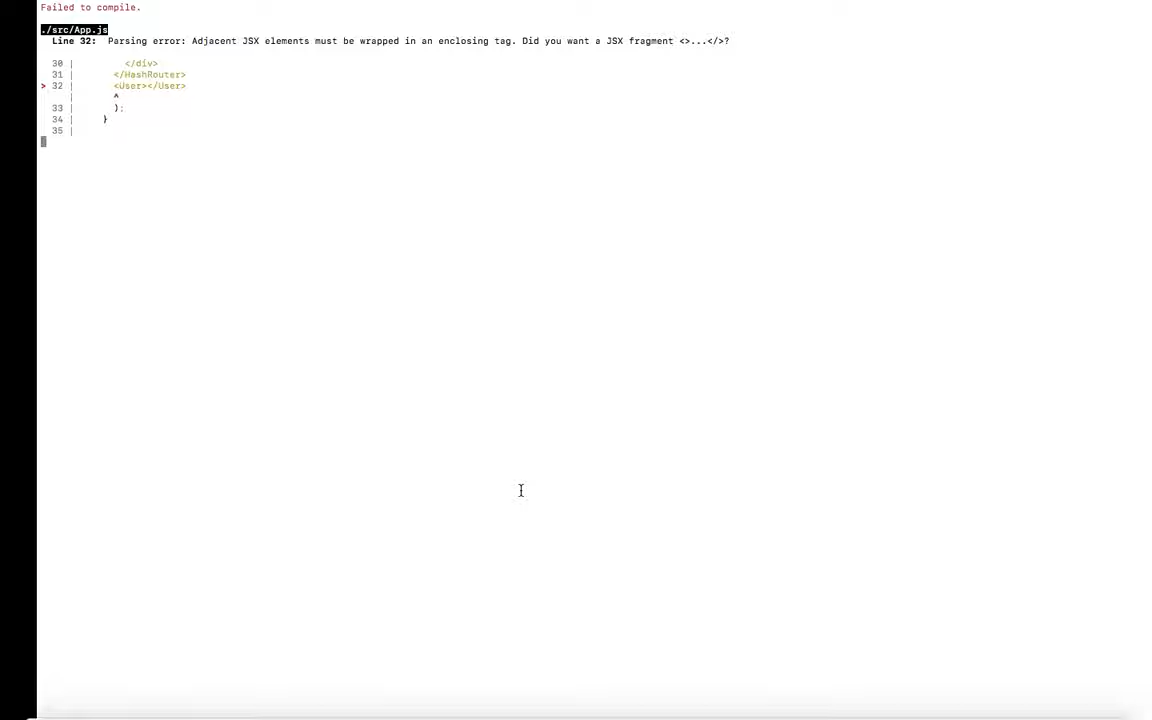 Failed to compile.
./src/App.js
Line 32:  Parsing error: Adjacent JSX elements must be wrapped in an enclosing tag. Did you want a JSX fragment <>...</>?
30 |         </div>
31 |       </HashRouter>
> 32 |       <User></User>
|       ^
33 |       );
34 |     }
35 |